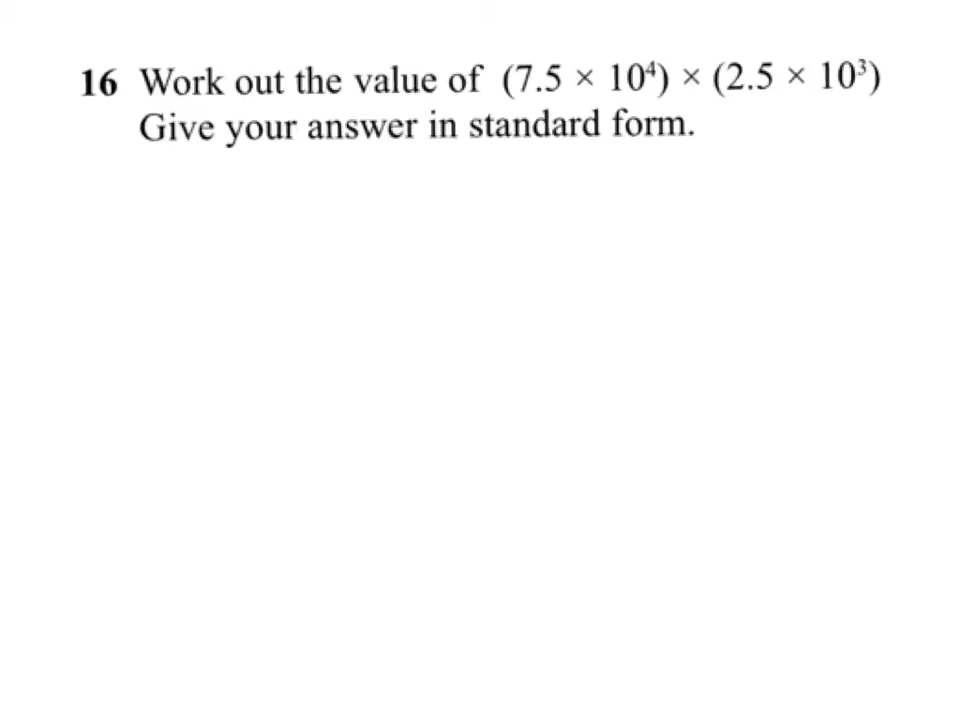 16 Work out the value of (7.5 × 10⁴) × (2.5 × 10³)
Give your answer in standard form.